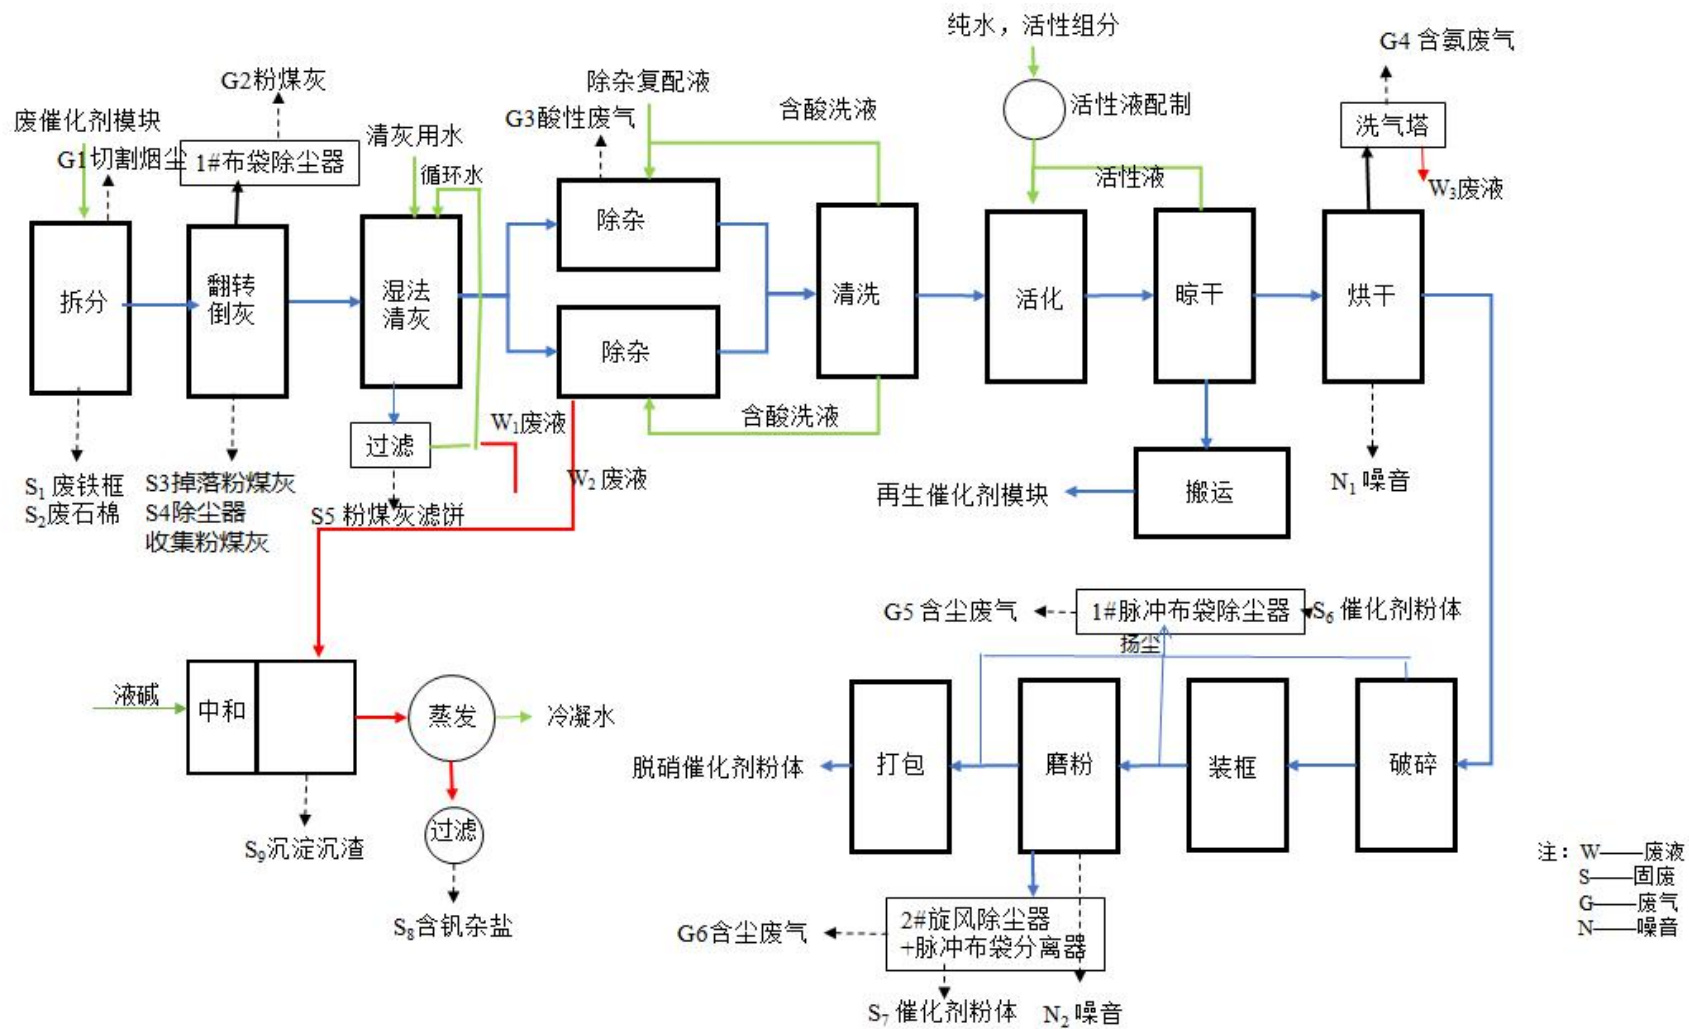 纯水，活性组分
G4 含氨废气
G2粉煤灰
除杂复配液
含酸洗液
活性液配制
废催化剂模块
G3酸性废气
洗气塔
清灰用水
G1切割烟尘
1#布袋除尘器
循环水
活性液
W3废液
拆分
翻转
倒灰
湿法
清灰
除杂
除杂
清洗
活化
晾干
烘干
含酸洗液
W1废液
过滤
W2 废液
S1 废铁框
S2废石棉
S3掉落粉煤灰
S4除尘器
收集粉煤灰
S5 粉煤灰滤饼
再生催化剂模块
搬运
N1 噪音
G5 含尘废气
1#脉冲布袋除尘器
S6 催化剂粉体
扬尘
液碱
中和
蒸发
冷凝水
脱硝催化剂粉体
打包
磨粉
装框
破碎
过滤
S9沉淀沉渣
S8含钒杂盐
G6含尘废气
2#旋风除尘器
+脉冲布袋分离器
S7 催化剂粉体
N2 噪音
注：W——废液
S——固废
G——废气
N——噪音